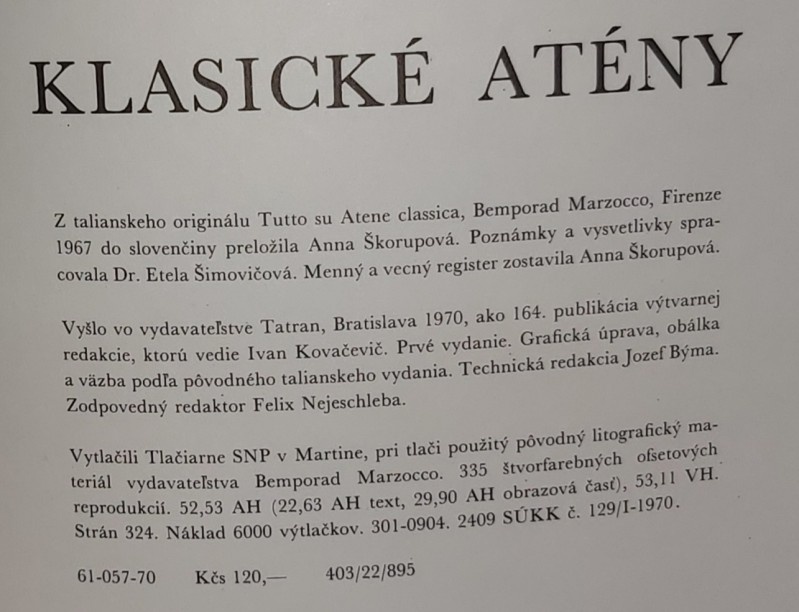 KLASICKÉ ATÉNY
Z talianskeho originálu Tutto su Atene classica, Bemporad Marzocco, Firenze
1967 do slovenčiny preložila Anna Škorupová. Poznámky a vysvetlivky spra-
covala Dr. Etela Šimovičová. Menný a vecný register zostavila Anna Škorupová.
Vyšlo vo vydavateľstve Tatran, Bratislava 1970, ako 164. publikácia výtvarnej
redakcie, ktorú vedie Ivan Kovačevič. Prvé vydanie. Grafická úprava, obálka
a väzba podľa pôvodného talianskeho vydania. Technická redakcia Jozef Býma.
Zodpovedný redaktor Felix Nejeschleba.
Vytlačili Tlačiarne SNP v Martine, pri tlači použitý pôvodný litografický ma-
teriál vydavateľstva Bemporad Marzocco. 335 štvorfarebných ofsetových
reprodukcií. 52,53 AH (22,63 AH text, 29,90 AH obrazová časť), 53,11 VH.
Strán 324. Náklad 6000 výtlačkov. 301-0904. 2409 SÚKK č. 129/I-1970.
61-057-70 Kčs 120,— 403/22/895